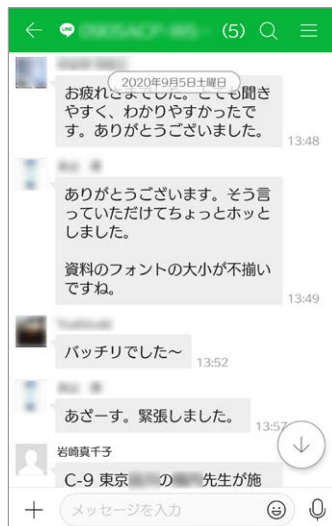 (5)
2020年9月5日土曜日
お疲れさまでした。とても聞き
やすく、わかりやすかったで
す。ありがとうございました。
13:48
ありがとうございます。そう言
っていただけてちょっとホッと
しました。
資料のフォントの大小が不揃い
ですね。
13:49
バッチリでした〜
13:52
あざーす。緊張しました。
13:57
岩崎真千子
C-9 東京
の
先生が施
メッセージを入力